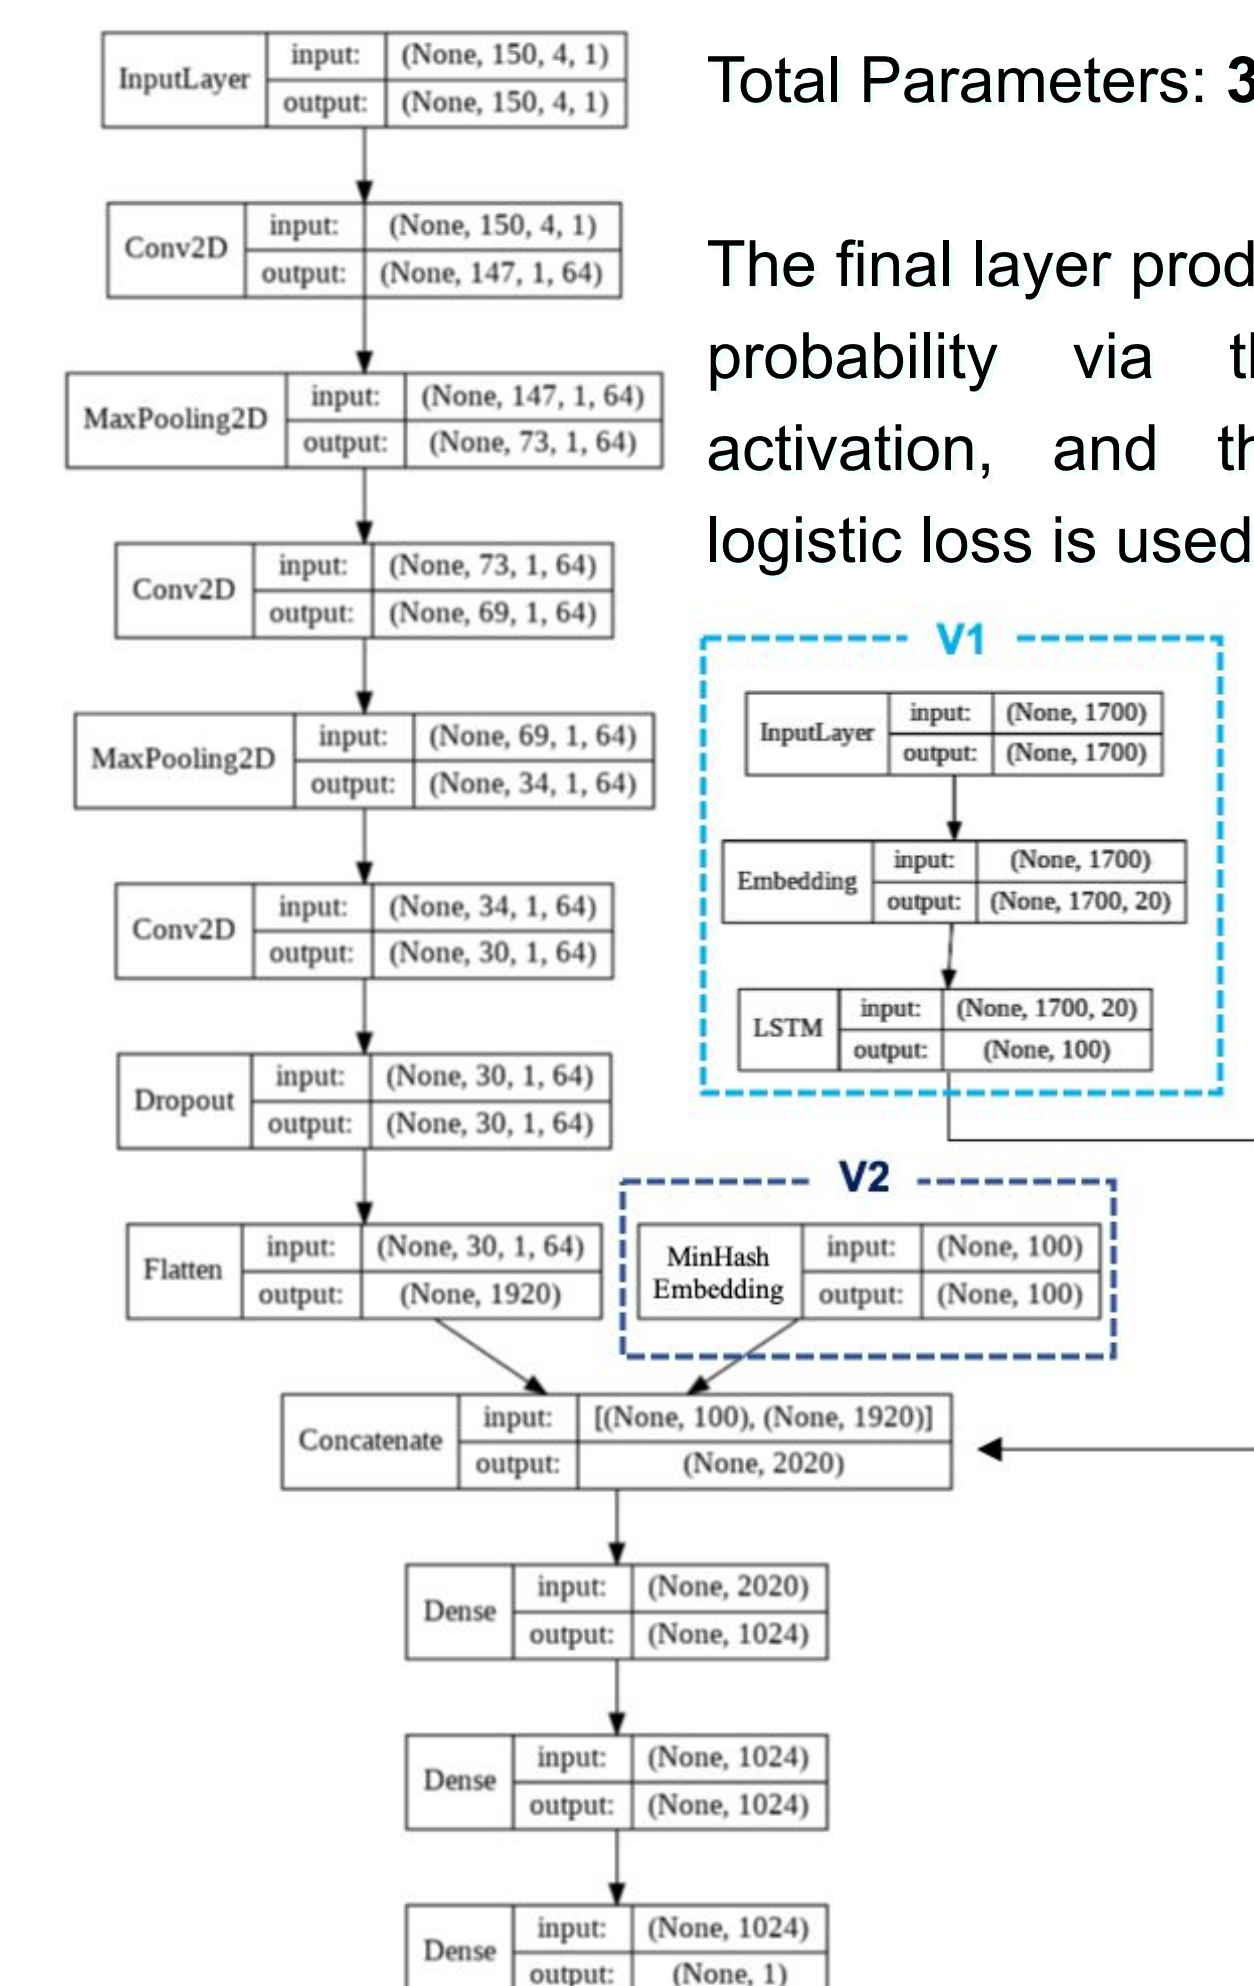 InputLayer
input: (None, 150, 4, 1)
output: (None, 150, 4, 1)
Conv2D
input: (None, 150, 4, 1)
output: (None, 147, 1, 64)
MaxPooling2D
input: (None, 147, 1, 64)
output: (None, 73, 1, 64)
Conv2D
input: (None, 73, 1, 64)
output: (None, 69, 1, 64)
MaxPooling2D
input: (None, 69, 1, 64)
output: (None, 34, 1, 64)
Conv2D
input: (None, 34, 1, 64)
output: (None, 30, 1, 64)
Dropout
input: (None, 30, 1, 64)
output: (None, 30, 1, 64)
Flatten
input: (None, 30, 1, 64)
output: (None, 1920)
Total Parameters: 3
The final layer prod
probability via th
activation, and th
logistic loss is used
V1
InputLayer
input: (None, 1700)
output: (None, 1700)
Embedding
input: (None, 1700)
output: (None, 1700, 20)
LSTM
input: (None, 1700, 20)
output: (None, 100)
V2
MinHash
Embedding
input: (None, 100)
output: (None, 100)
Concatenate
input: [(None, 100), (None, 1920)]
output: (None, 2020)
Dense
input: (None, 2020)
output: (None, 1024)
Dense
input: (None, 1024)
output: (None, 1024)
Dense
input: (None, 1024)
output: (None, 1)